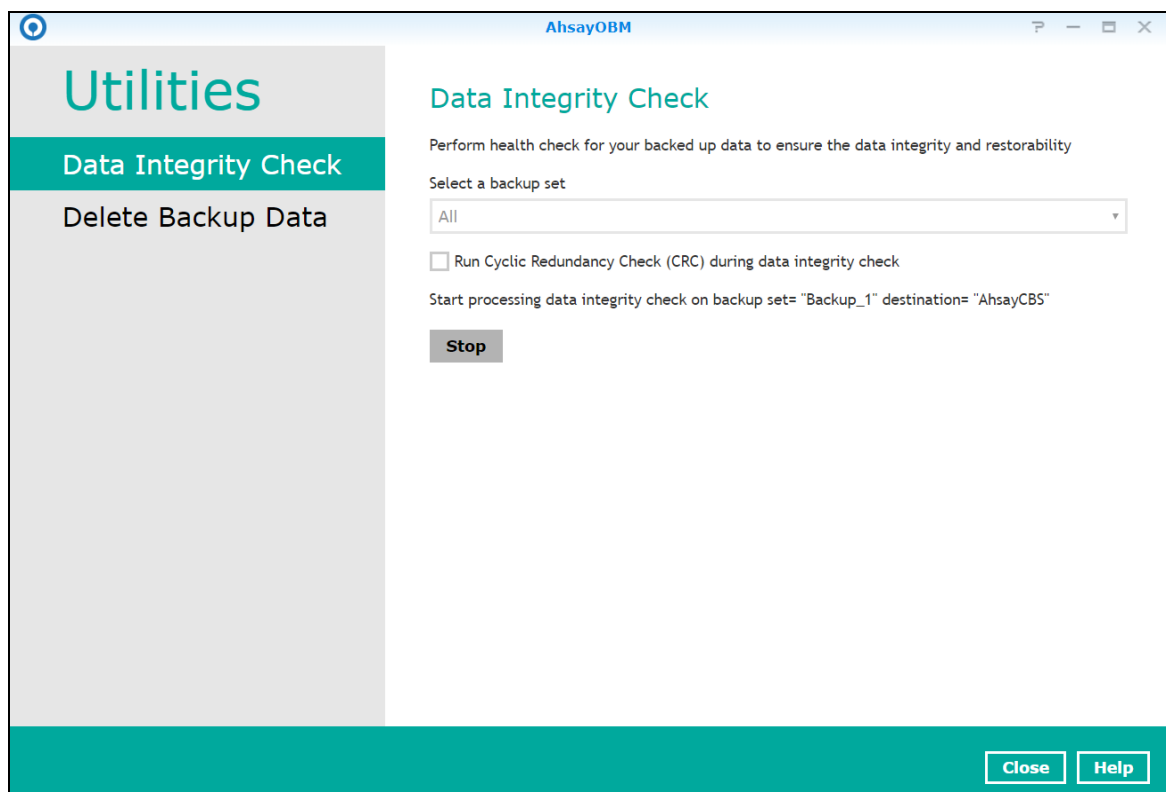 AhsayOBM
Utilities
Data Integrity Check
Delete Backup Data
Data Integrity Check
Perform health check for your backed up data to ensure the data integrity and restorability
Select a backup set
All
Run Cyclic Redundancy Check (CRC) during data integrity check
Start processing data integrity check on backup set= "Backup_1" destination= "AhsayCBS"
Stop
Close
Help